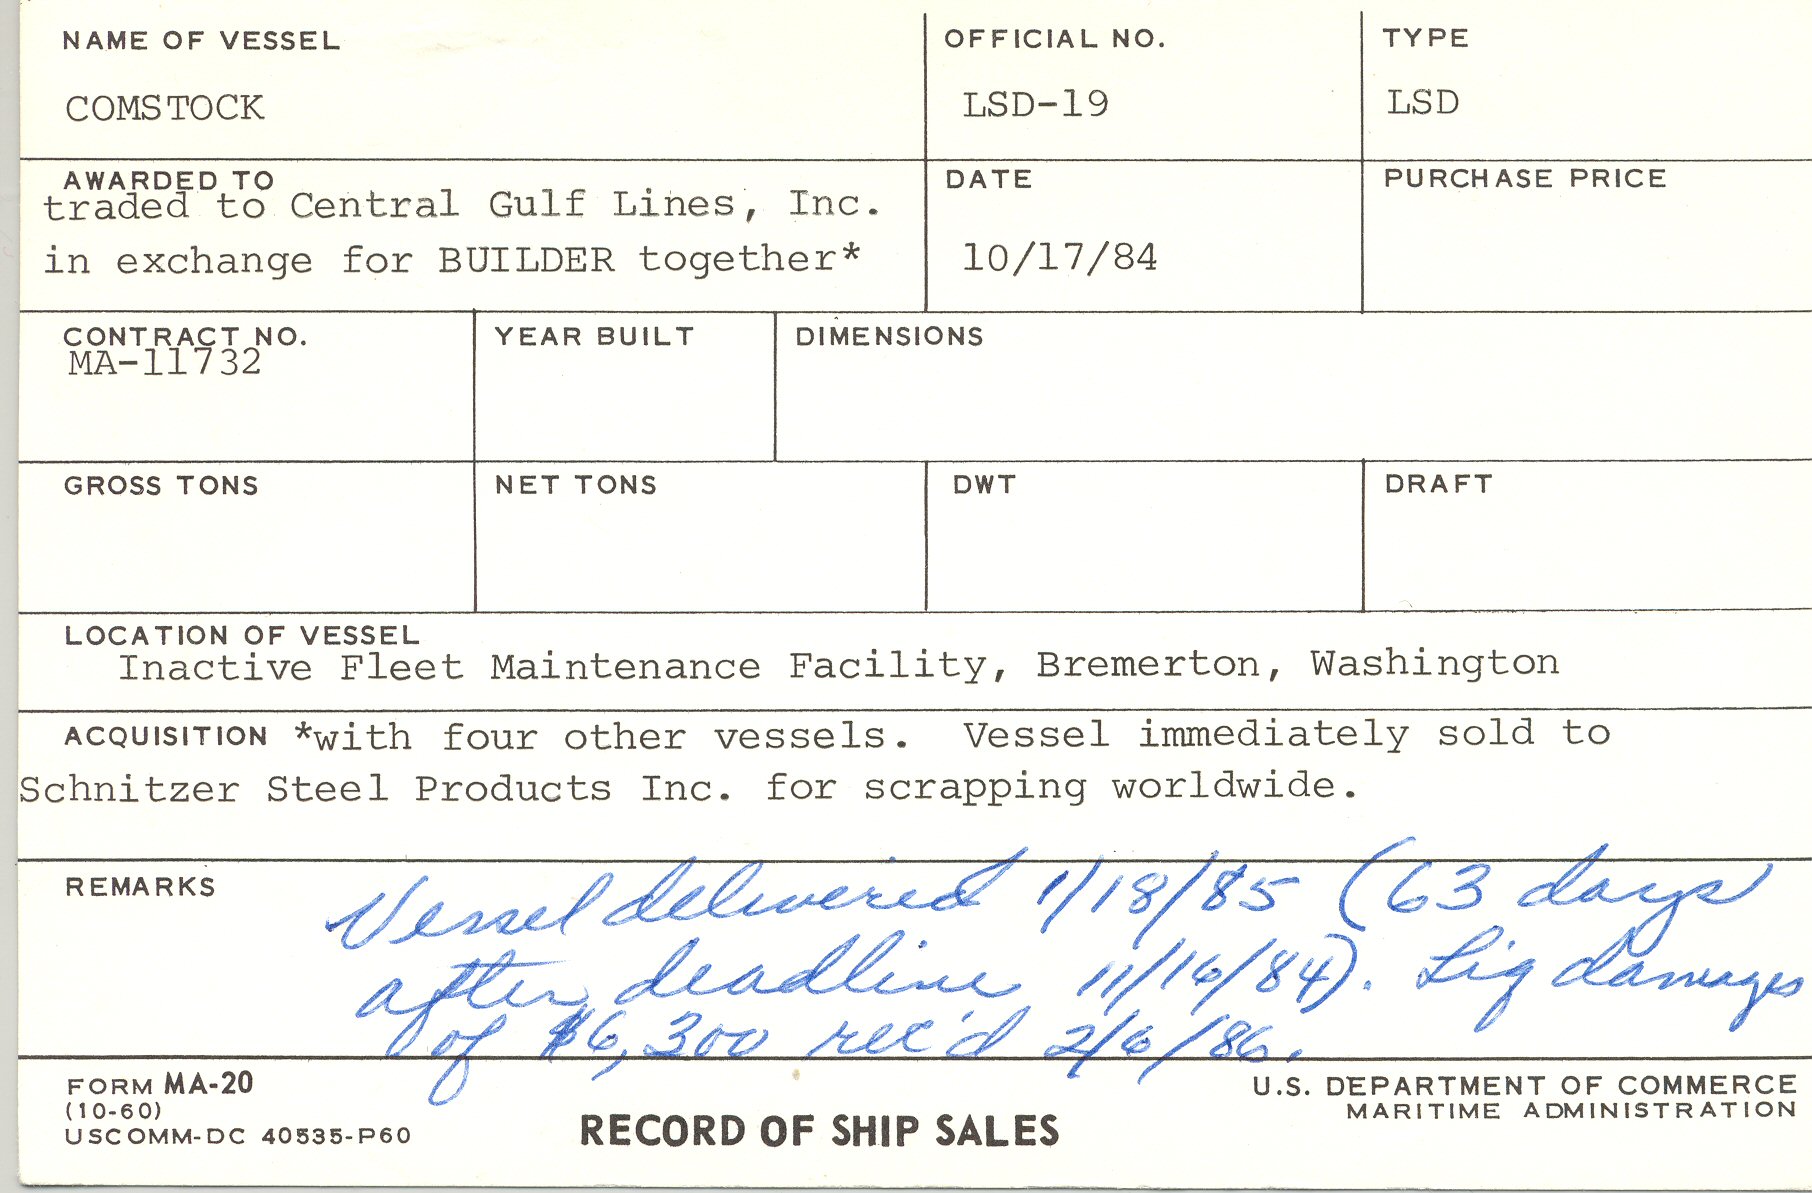 NAME OF VESSEL
OFFICIAL NO.
TYPE
COMSTOCK
LSD-19
LSD
AWARDED TO
DATE
PURCHASE PRICE
traded to Central Gulf Lines, Inc.
in exchange for BUILDER together*
10/17/84
CONTRACT NO.
YEAR BUILT
DIMENSIONS
MA-11732
GROSS TONS
NET TONS
DWT
DRAFT
LOCATION OF VESSEL
Inactive Fleet Maintenance Facility, Bremerton, Washington
ACQUISITION *with four other vessels. Vessel immediately sold to
Schnitzer Steel Products Inc. for scrapping worldwide.
REMARKS
Vessel delivered 1/18/85 (63 days
after deadline 11/16/84). Liq damages
of $6,300 rec'd 2/6/86.
FORM MA-20
(10-60)
USCOMM-DC 40535-P60
RECORD OF SHIP SALES
U.S. DEPARTMENT OF COMMERCE
MARITIME ADMINISTRATION